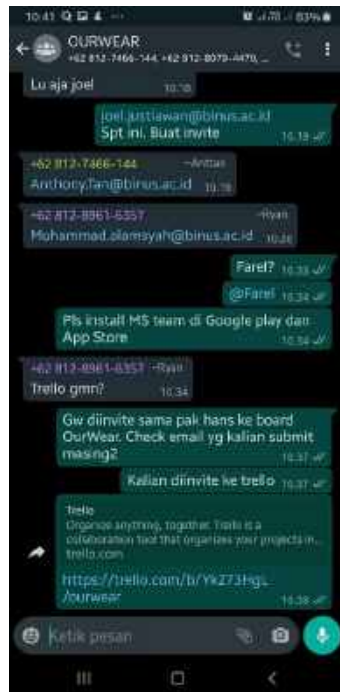 10:41
83%
OURWEAR
+62 812-7466-144, +62 812-8079-4479, ...
Lu aja joel
10.18
joel.justiawan@binus.ac.id
Spt ini. Buat invite
10.19
+62 812-7466-144
Anthony.Tan@binus.ac.id
10.19
+62 812-8961-6357
~Ryan
Mohammad.alamsyah@binus.ac.id
Farel?
@Farel
10.34
Pls install MS team di Google play dan
App Store
10.34
+62 812-8961-6357 ~Ryan
Trello gmn?
10.34
Gw diinvite sama pak hans ke board
OurWear. Check email yg kalian submit
masing2
10.37
Kalian diinvite ke trello
10.37
Trello
Organize anything, together. Trello is a
collaboration tool that organizes your projects in...
trello.com
https://trello.com/b/YkZ73HgL
/ourwear
10.38
Ketik pesan